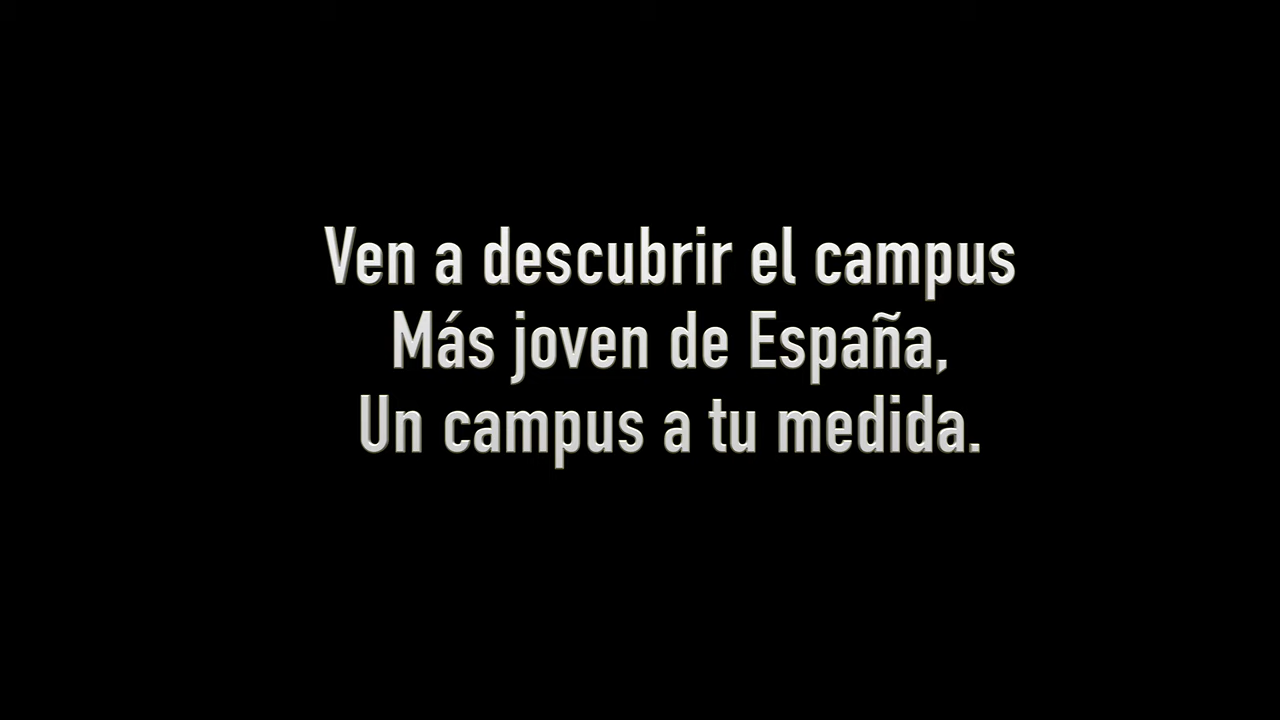 Ven a descubrir el campus
Más joven de España,
Un campus a tu medida.